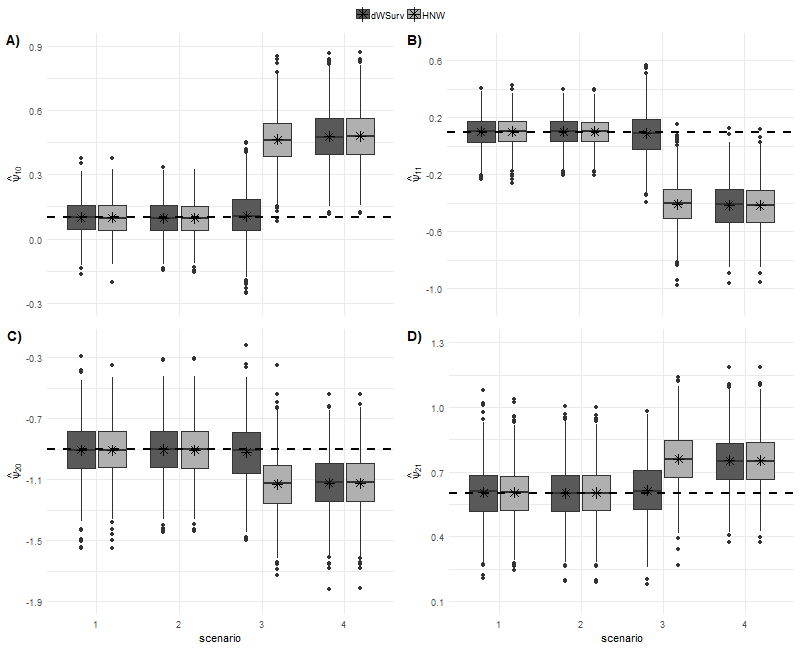 dWSurv HNW
A)
0.9
0.6
0.3
0.0
-0.3
ψ̂10
B)
0.6
0.2
-0.2
-0.6
-1.0
ψ̂11
C)
-0.3
-0.7
-1.1
-1.5
-1.9
ψ̂20
1 2 3 4
scenario
D)
1.3
1.0
0.7
0.4
0.1
ψ̂21
1 2 3 4
scenario